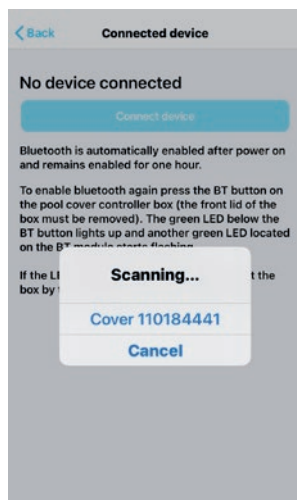 Back Connected device
No device connected
Connect device
Bluetooth is automatically enabled after power on
and remains enabled for one hour.
To enable bluetooth again press the BT button on
the pool cover controller box (the front lid of the
box must be removed). The green LED below the
BT button lights up and another green LED located
on the BT module starts flashing.
If the t the
box by
Scanning...
Cover 110184441
Cancel